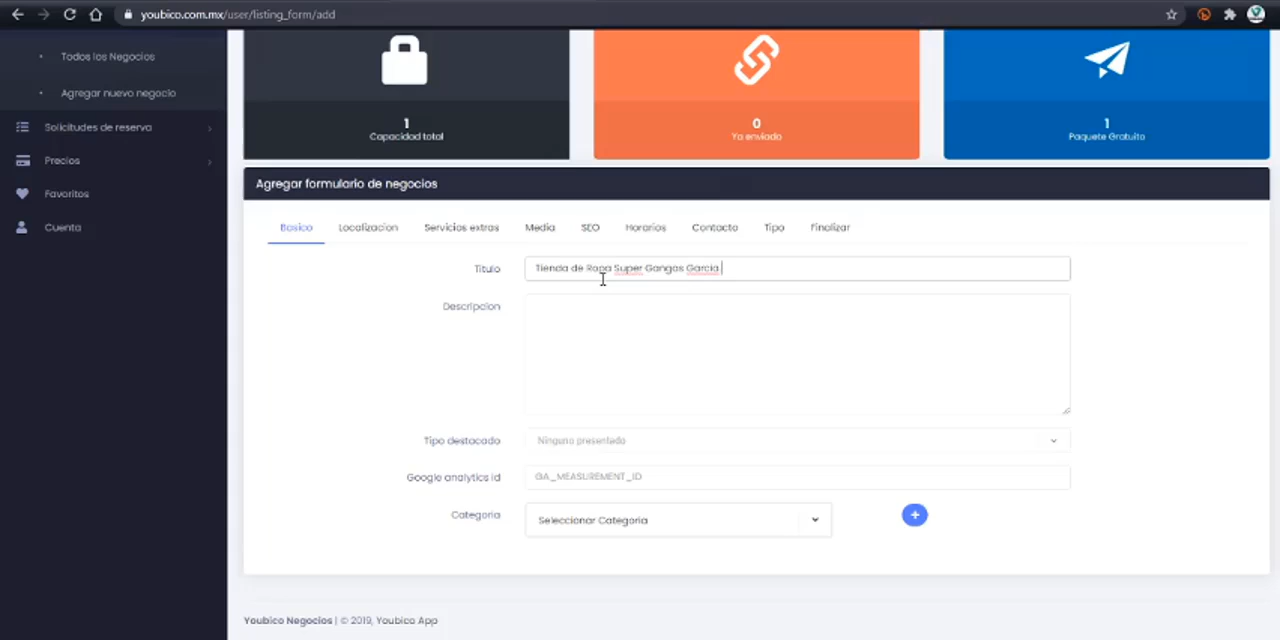 youbico.com.mx/user/listing_form/add
Todos los Negocios
Agregar nuevo negocio
Solicitudes de reserva
Precios
Favoritos
Cuenta
1
Capacidad total
0
Ya enviado
1
Paquete Gratuito
Agregar formulario de negocios
Basico Localizacion Servicios extras Media SEO Horarios Contacto Tipo Finalizar
Titulo Tienda de Ropa Super Gangas Garcia
Descripcion
Tipo destacado Ninguno presentado
Google analytics id GA_MEASUREMENT_ID
Categoria Seleccionar Categoria
Youbico Negocios | © 2019, Youbico App